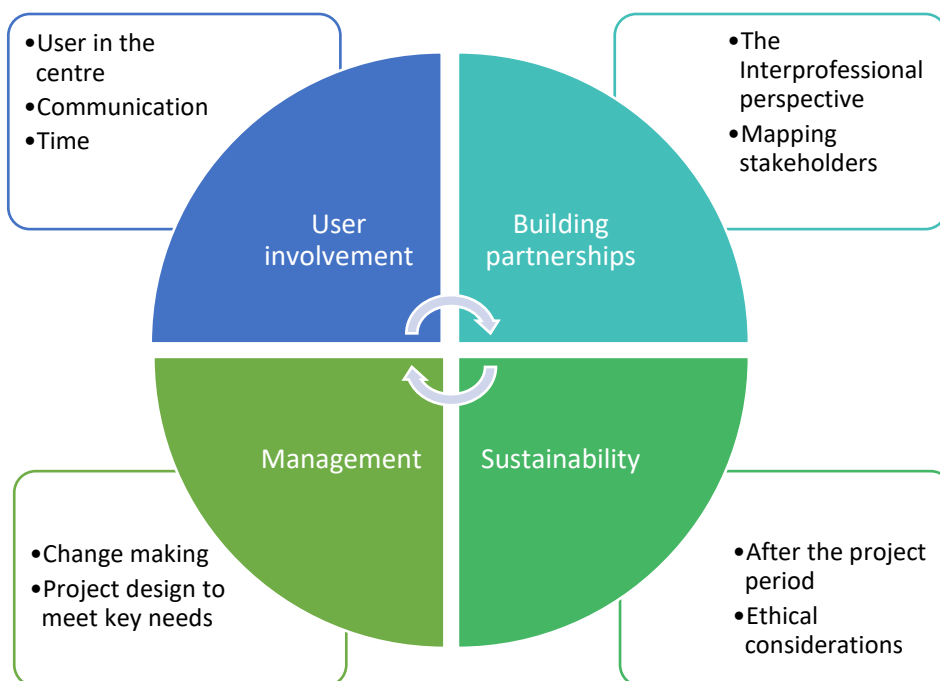 •User in the
centre
•Communication
•Time
•The
Interprofessional
perspective
•Mapping
stakeholders
User
involvement
Building
partnerships
Management
Sustainability
•Change making
•Project design to
meet key needs
•After the project
period
•Ethical
considerations